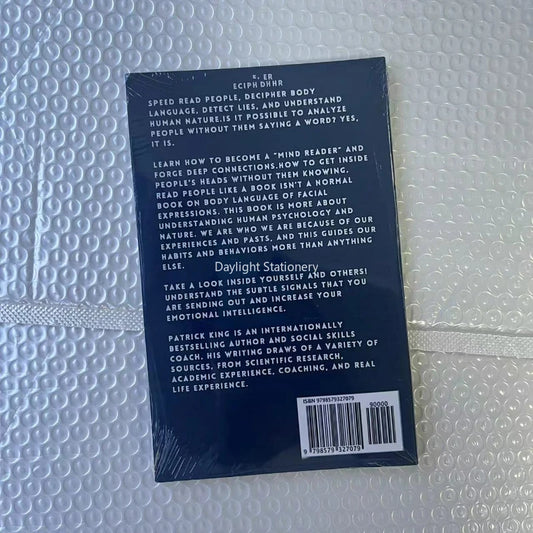 K. ER
ECIPH DHHR
SPEED READ PEOPLE, DECIPHER BODY
LANGUAGE, DETECT LIES, AND UNDERSTAND
HUMAN NATURE.IS IT POSSIBLE TO ANALYZE
PEOPLE WITHOUT THEM SAYING A WORD? YES,
IT IS.
LEARN HOW TO BECOME A "MIND READER" AND
FORGE DEEP CONNECTIONS.HOW TO GET INSIDE
PEOPLE'S HEADS WITHOUT THEM KNOWING.
READ PEOPLE LIKE A BOOK ISN'T A NORMAL
BOOK ON BODY LANGUAGE OF FACIAL
EXPRESSIONS. THIS BOOK IS MORE ABOUT
UNDERSTANDING HUMAN PSYCHOLOGY AND
NATURE. WE ARE WHO WE ARE BECAUSE OF OUR
EXPERIENCES AND PASTS, AND THIS GUIDES OUR
HABITS AND BEHAVIORS MORE THAN ANYTHING
ELSE.
Daylight Stationery
TAKE A LOOK INSIDE YOURSELF AND OTHERS!
UNDERSTAND THE SUBTLE SIGNALS THAT YOU
ARE SENDING OUT AND INCREASE YOUR
EMOTIONAL INTELLIGENCE.
PATRICK KING IS AN INTERNATIONALLY
BESTSELLING AUTHOR AND SOCIAL SKILLS
COACH. HIS WRITING DRAWS OF A VARIETY OF
SOURCES, FROM SCIENTIFIC RESEARCH,
ACADEMIC EXPERIENCE, COACHING, AND REAL
LIFE EXPERIENCE.
ISBN 9798579327079
90000
9 798579 327079